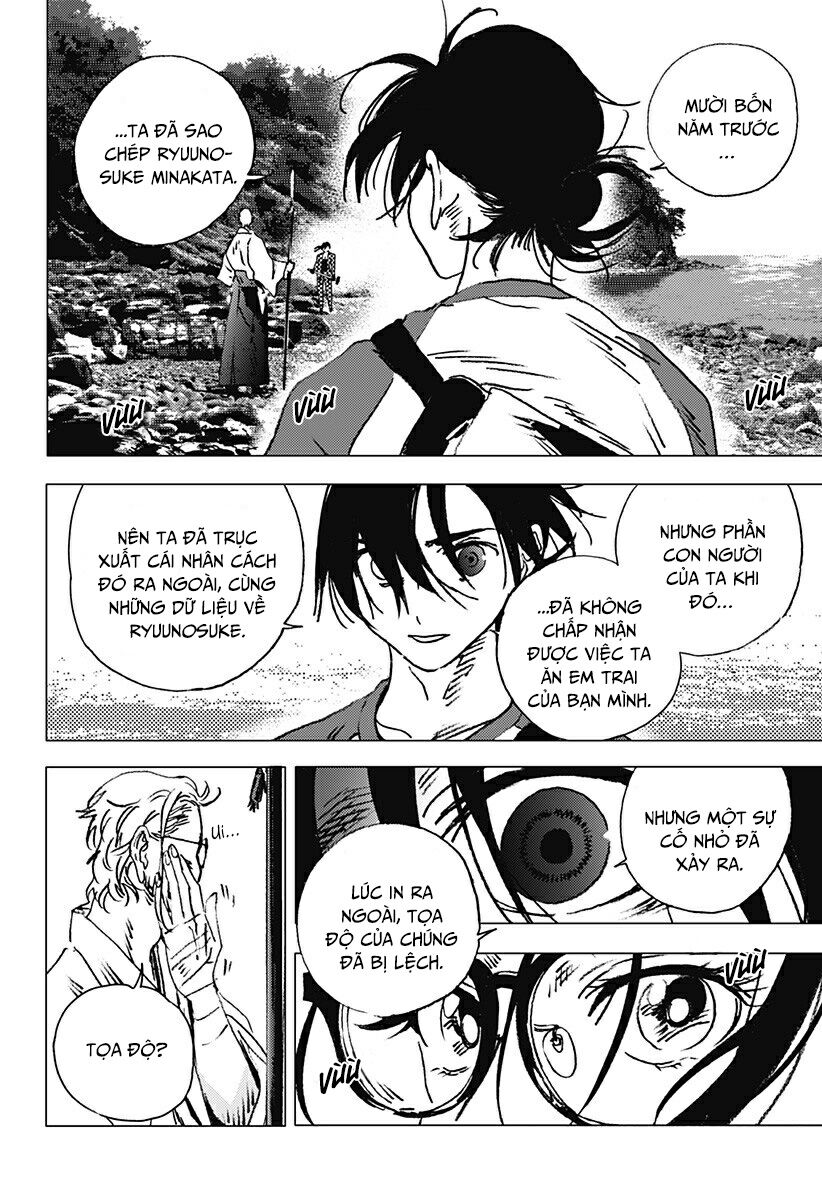 MƯỜI BỐN
NĂM TRƯỚC
...
...TA ĐÃ SAO
CHÉP RYUUNO-
SUKE MINAKATA.
VÙÙ
VÙÙ
VÙÙ
NHƯNG PHẦN
CON NGƯỜI
CỦA TA KHI
ĐÓ...
...ĐÃ KHÔNG
CHẤP NHẬN
ĐƯỢC VIỆC TA
ĂN EM TRAI
CỦA BẠN MÌNH.
NÊN TA ĐÃ TRỤC
XUẤT CÁI NHÂN CÁCH
ĐÓ RA NGOÀI, CÙNG
NHỮNG DỮ LIỆU VỀ
RYUUNOSUKE.
NHƯNG MỘT SỰ
CỐ NHỎ ĐÃ
XẢY RA.
LÚC IN RA
NGOÀI, TỌA
ĐỘ CỦA CHÚNG
ĐÃ BỊ LỆCH.
VÙÙ
VÙÙ
Ui...
TỌA ĐỘ?